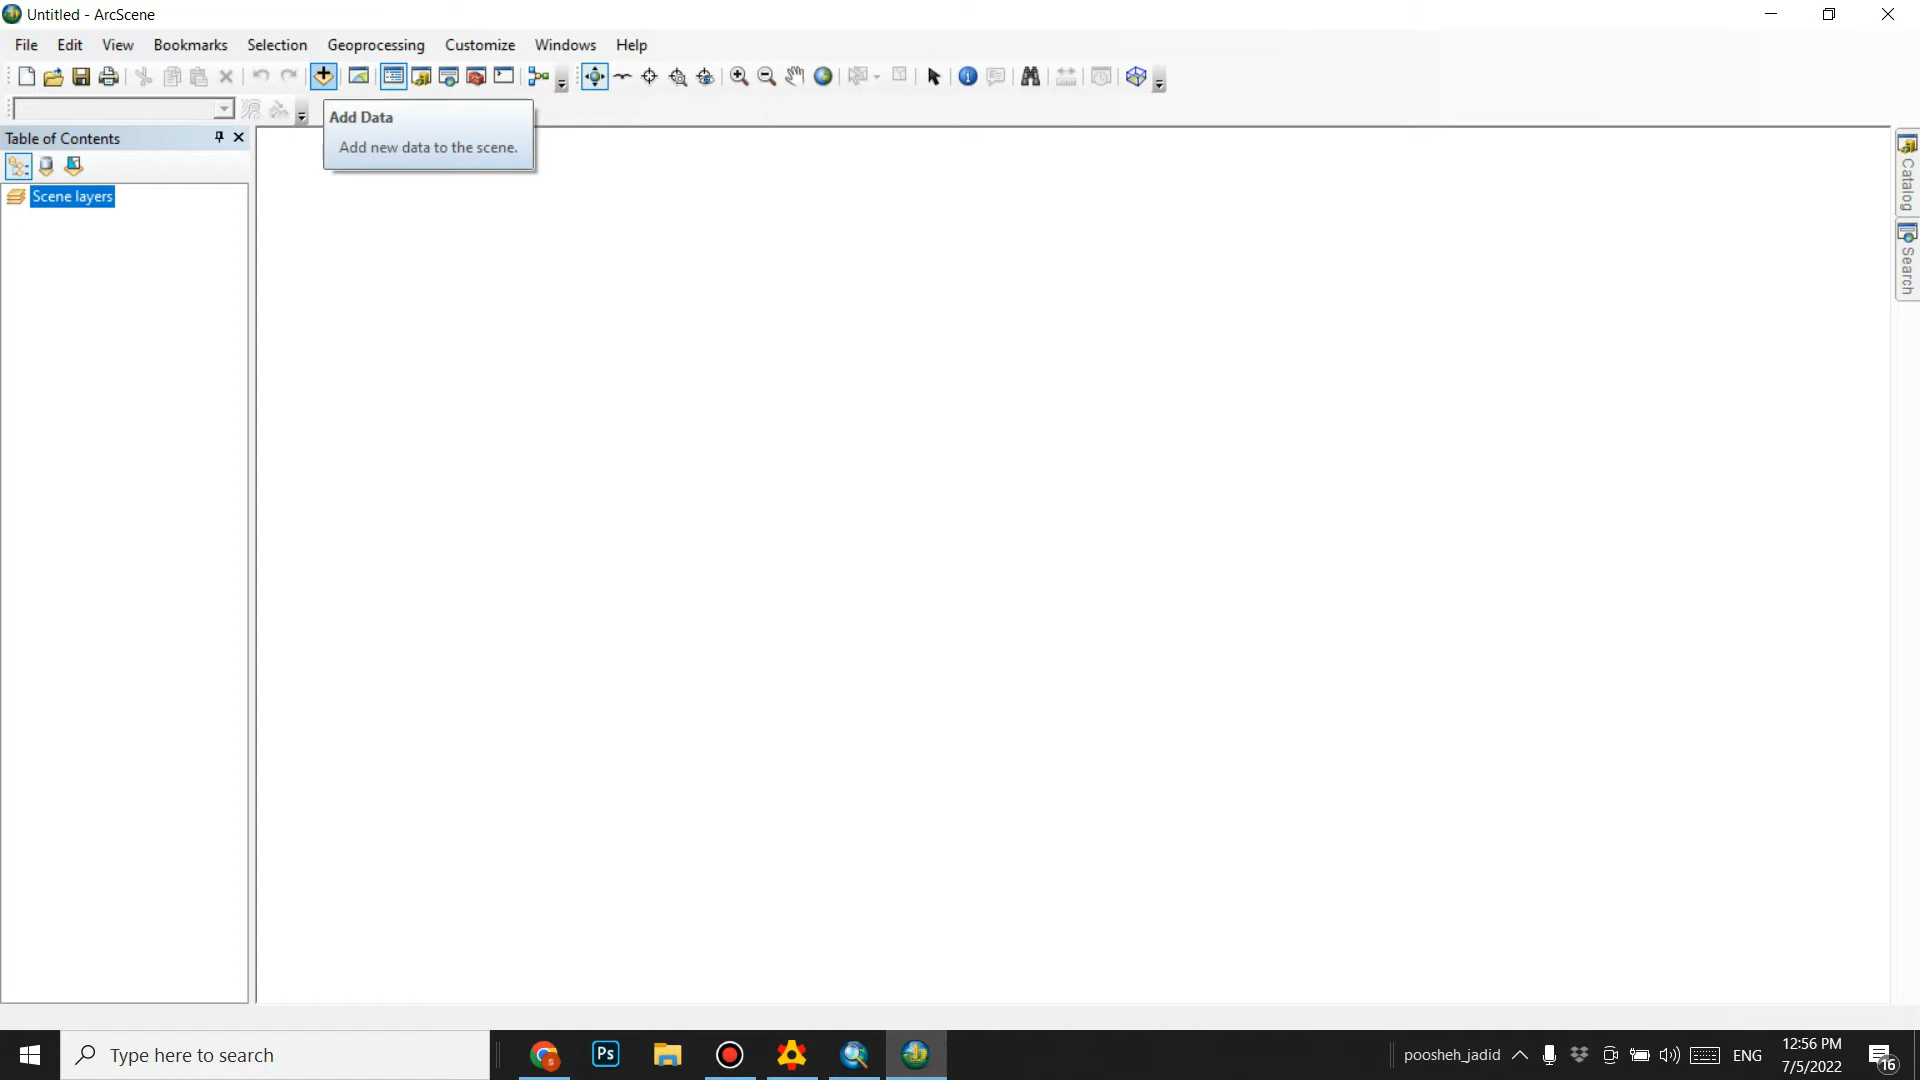 Untitled - ArcScene
File Edit View Bookmarks Selection Geoprocessing Customize Windows Help
Add Data
Add new data to the scene.
Table of Contents
Scene layers
Catalog
Search
Type here to search
Ps
S
poosheh_jadid
ENG
12:56 PM
7/5/2022
16